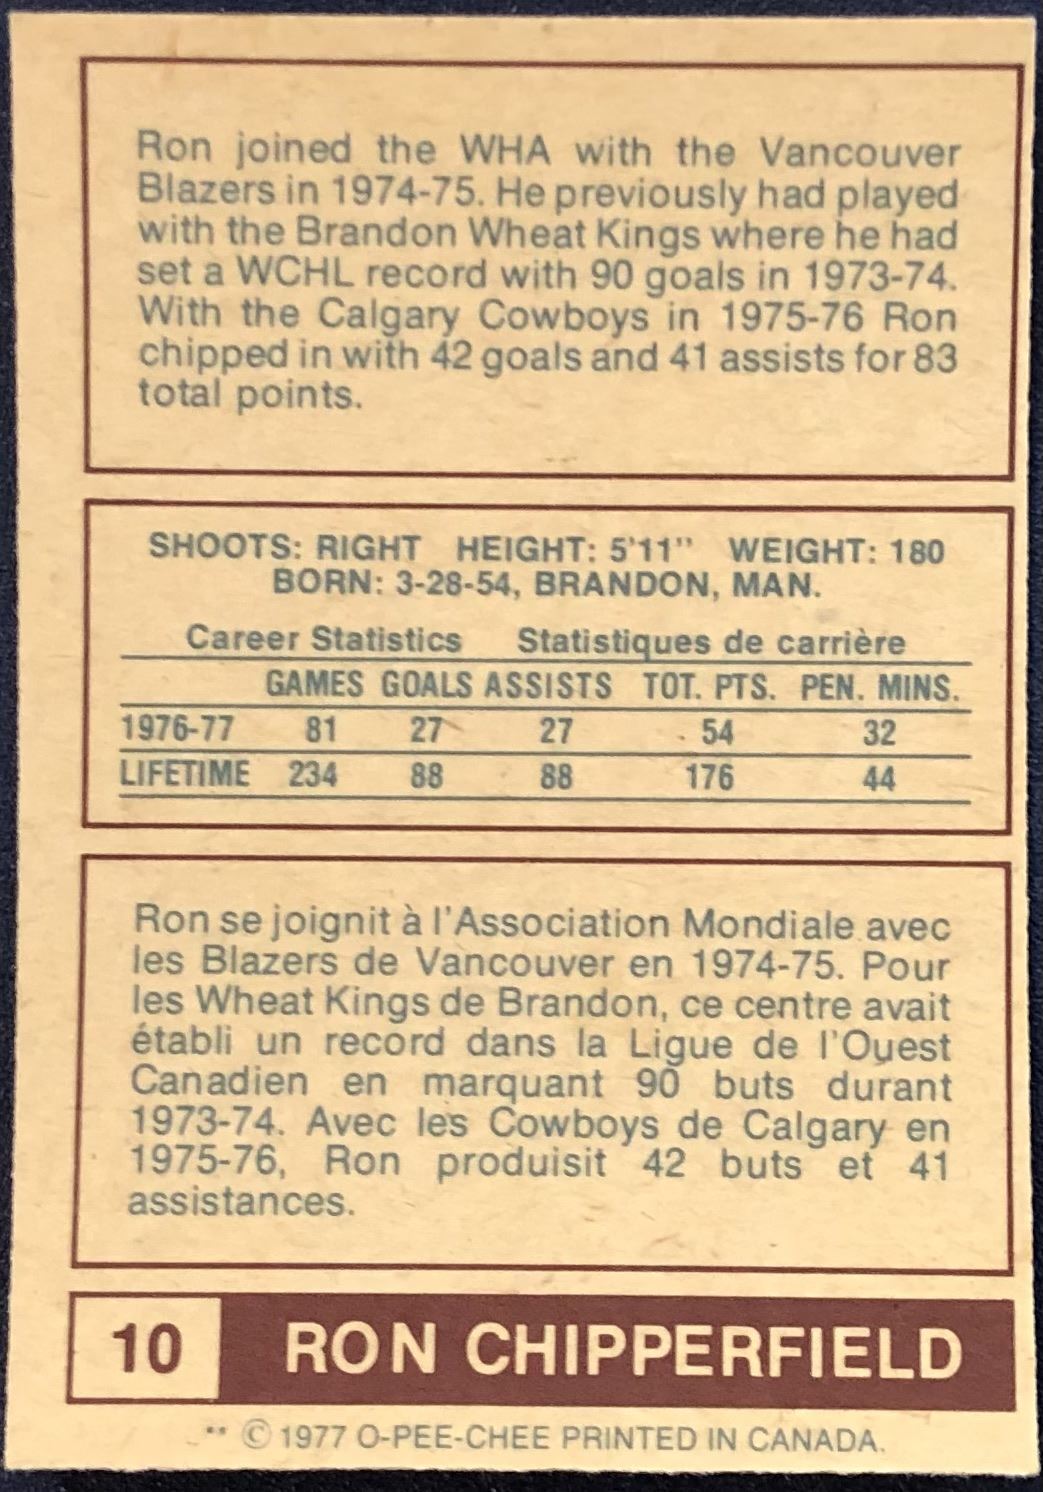 Ron joined the WHA with the Vancouver
Blazers in 1974-75. He previously had played
with the Brandon Wheat Kings where he had
set a WCHL record with 90 goals in 1973-74.
With the Calgary Cowboys in 1975-76 Ron
chipped in with 42 goals and 41 assists for 83
total points.
SHOOTS: RIGHT HEIGHT: 5'11" WEIGHT: 180
BORN: 3-28-54, BRANDON, MAN.
Career Statistics Statistiques de carrière
GAMES GOALS ASSISTS TOT. PTS. PEN. MINS.
1976-77 81 27 27 54 32
LIFETIME 234 88 88 176 44
Ron se joignit à l'Association Mondiale avec
les Blazers de Vancouver en 1974-75. Pour
les Wheat Kings de Brandon, ce centre avait
établi un record dans la Ligue de l'Ouest
Canadien en marquant 90 buts durant
1973-74. Avec les Cowboys de Calgary en
1975-76, Ron produisit 42 buts et 41
assistances.
10 RON CHIPPERFIELD
** © 1977 O-PEE-CHEE PRINTED IN CANADA.